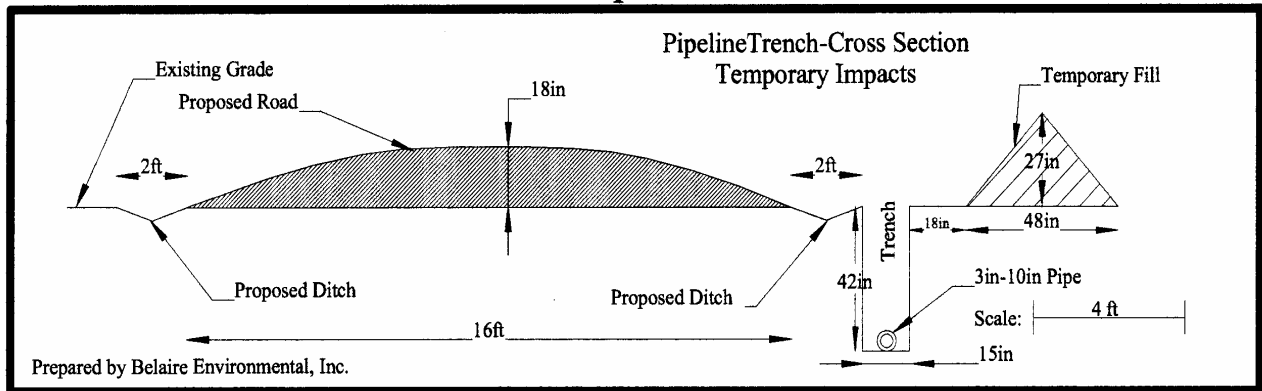 PipelineTrench-Cross Section
Temporary Impacts
Existing Grade
Proposed Road
18in
Temporary Fill
2ft
2ft
27in
Trench
18in
48in
42in
Proposed Ditch
Proposed Ditch
3in-10in Pipe
Scale:
4 ft
16ft
15in
Prepared by Belaire Environmental, Inc.